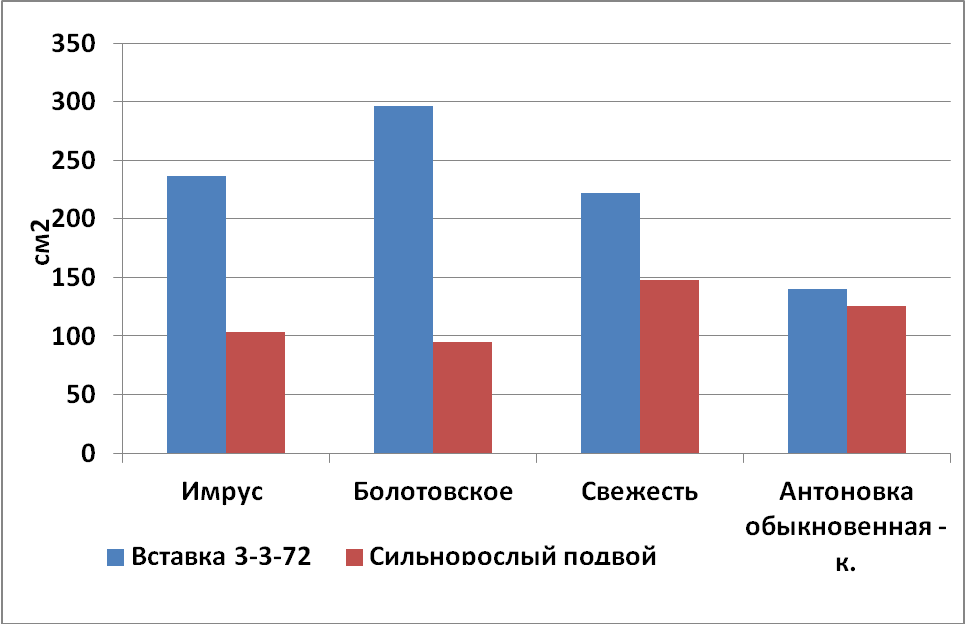 350
300
250
200
150
100
50
0
см2
Имрус
Болотовское
Свежесть
Антоновка
обыкновенная -
к.
Вставка 3-3-72
Сильнорослый подвой